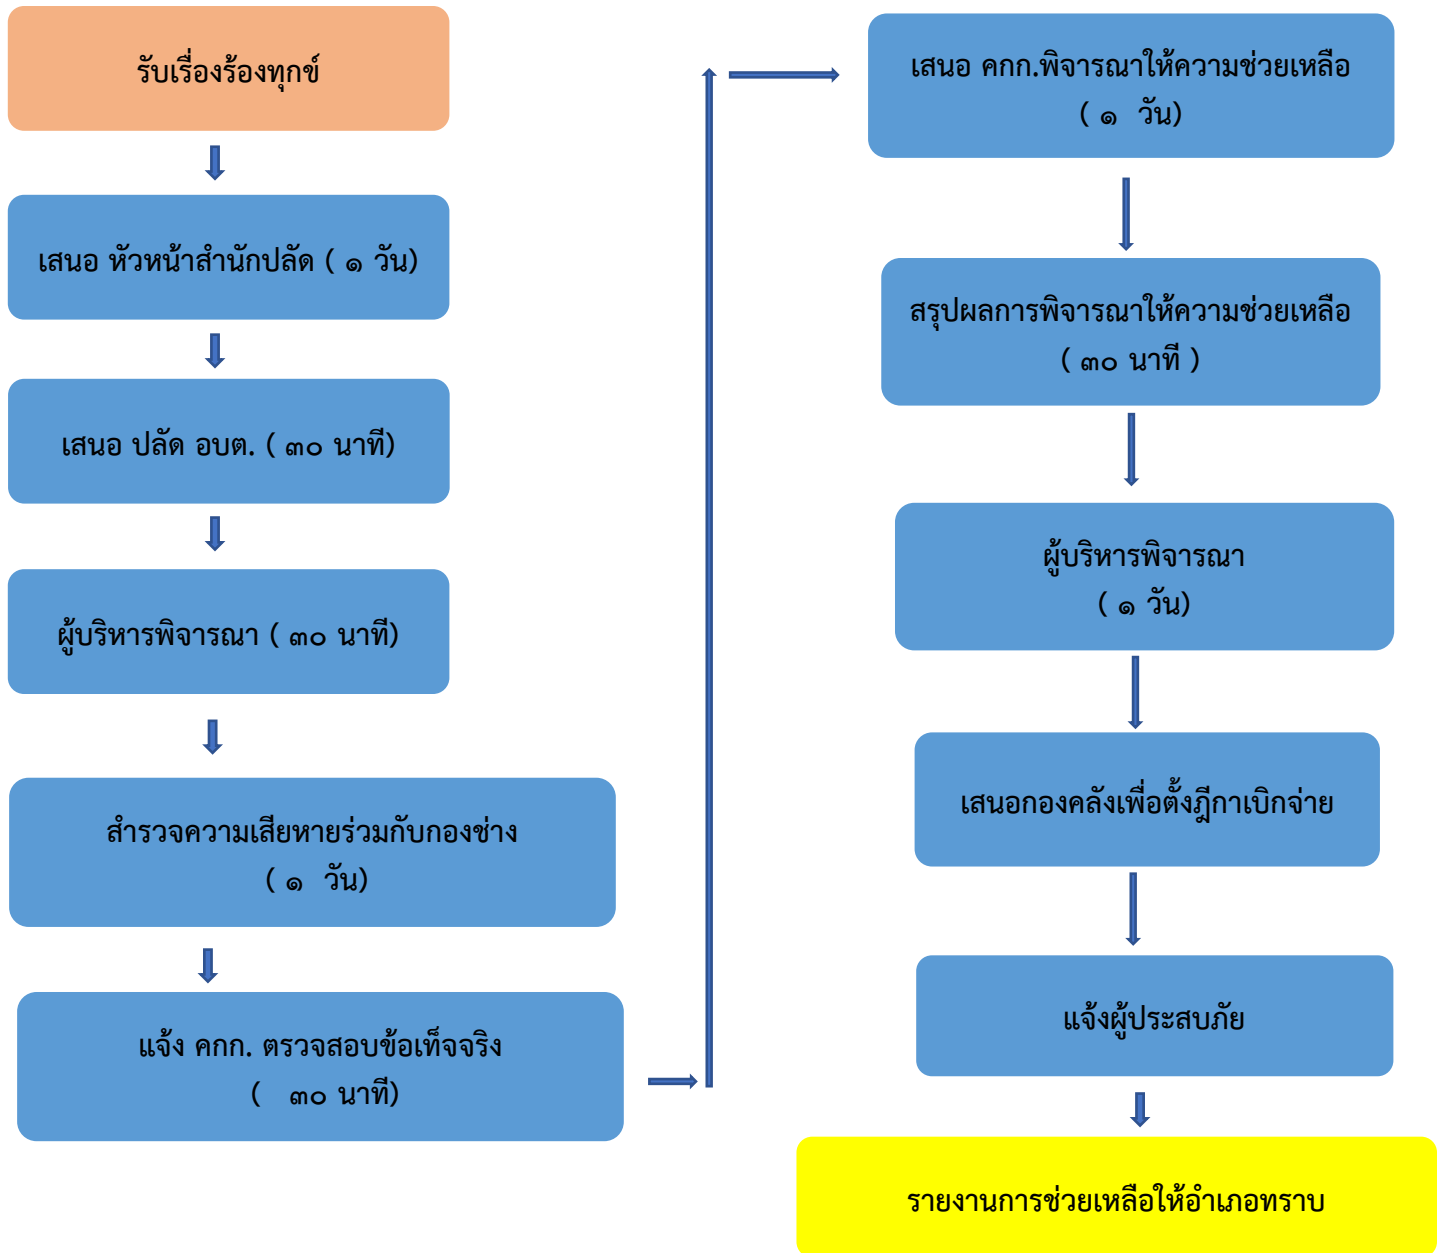 รับเรื่องร้องทุกข์
เสนอ หัวหน้าสำนักปลัด ( ๑ วัน)
เสนอ ปลัด อบต. ( ๓๐ นาที)
ผู้บริหารพิจารณา ( ๓๐ นาที)
สำรวจความเสียหายร่วมกับกองช่าง
( ๑ วัน)
แจ้ง คกก. ตรวจสอบข้อเท็จจริง
( ๓๐ นาที)
เสนอ คกก.พิจารณาให้ความช่วยเหลือ
( ๑ วัน)
สรุปผลการพิจารณาให้ความช่วยเหลือ
( ๓๐ นาที )
ผู้บริหารพิจารณา
( ๑ วัน)
เสนอกองคลังเพื่อตั้งฎีกาเบิกจ่าย
แจ้งผู้ประสบภัย
รายงานการช่วยเหลือให้อำเภอทราบ